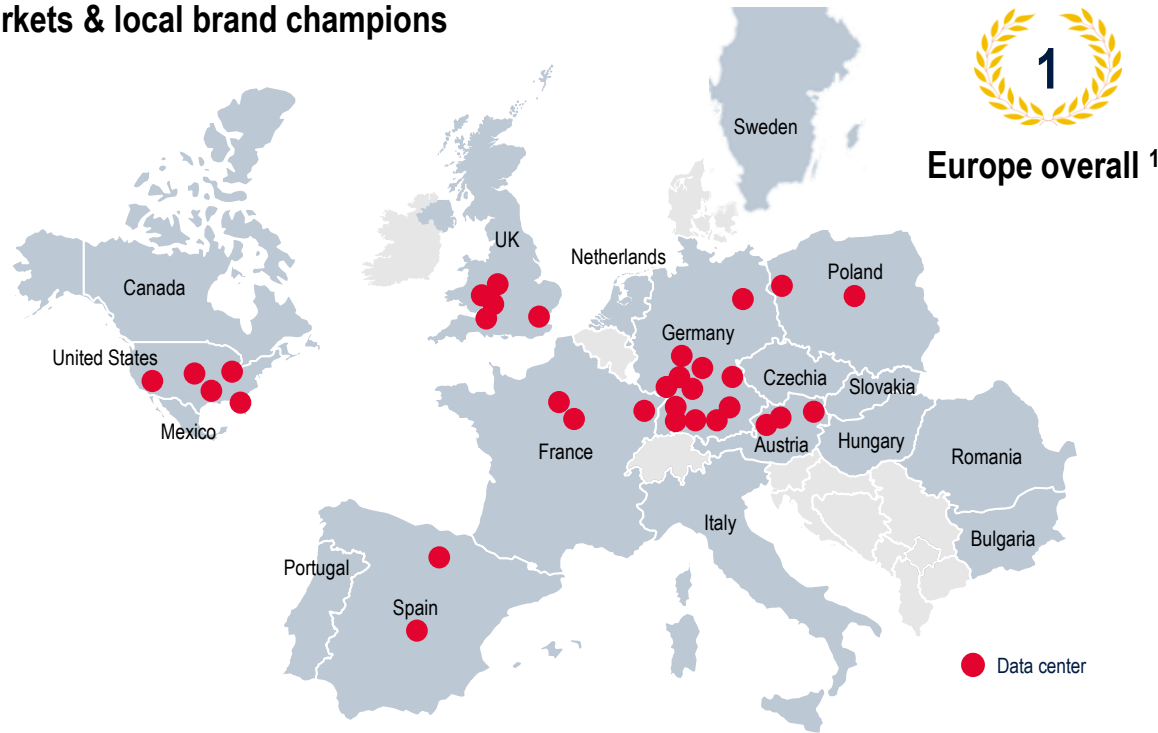 rkets & local brand champions
1
Europe overall 1
Sweden
UK
Netherlands
Poland
Canada
Germany
United States
Czechia
Slovakia
Mexico
France
Austria
Hungary
Romania
Italy
Bulgaria
Portugal
Spain
Data center